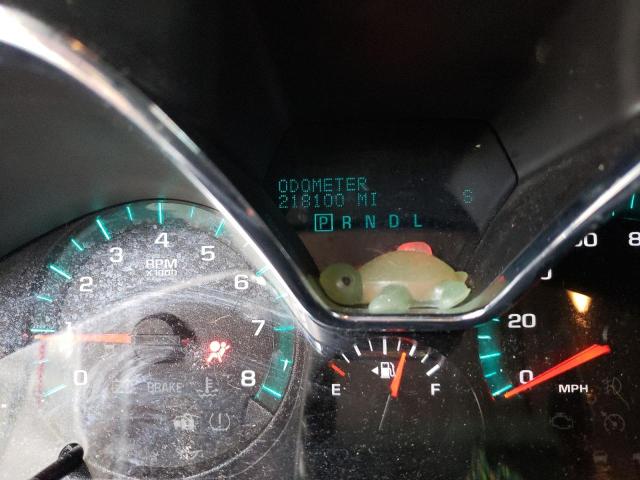 ODOMETER
218100 MI S
P R N D L
0 1 2 3 4 5 6 7 8
RPM
x1000
BRAKE
E F
0 20
MPH